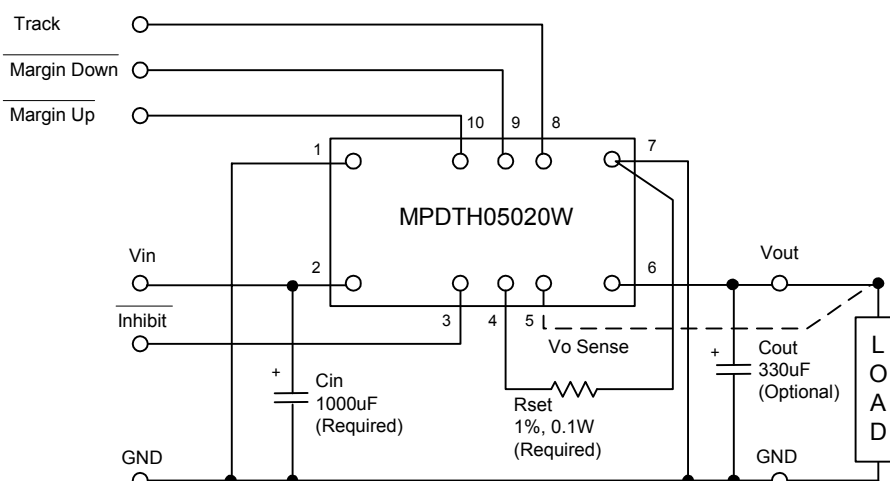 Track
Margin Down
Margin Up
10 9 8
1
7
MPDTH05020W
Vin
2
6
Vout
Inhibit
3
4
5
Vo Sense
+
Cin
1000uF
(Required)
Rset
1%, 0.1W
(Required)
+
Cout
330uF
(Optional)
L
O
A
D
GND
GND